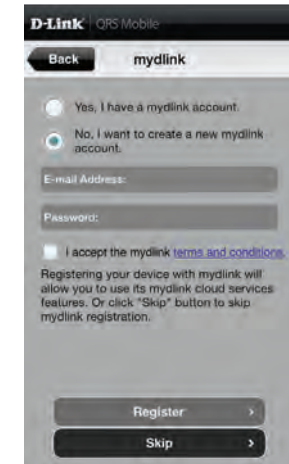 D-Link QRS Mobile
Back mydlink
Yes, I have a mydlink account.
No, I want to create a new mydlink
account.
E-mail Address:
Password:
I accept the mydlink terms and conditions.
Registering your device with mydlink will
allow you to use its mydlink cloud services
features. Or click "Skip" button to skip
mydlink registration.
Register
Skip